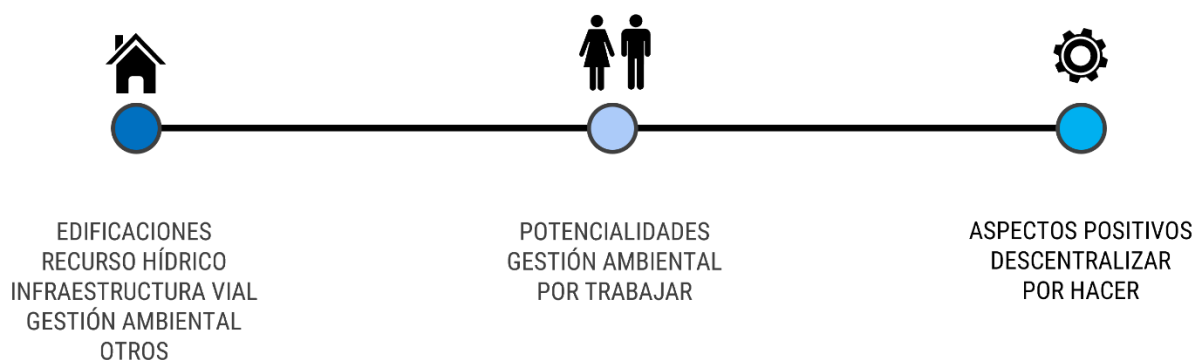 EDIFICACIONES
RECURSO HÍDRICO
INFRAESTRUCTURA VIAL
GESTIÓN AMBIENTAL
OTROS
POTENCIALIDADES
GESTIÓN AMBIENTAL
POR TRABAJAR
ASPECTOS POSITIVOS
DESCENTRALIZAR
POR HACER